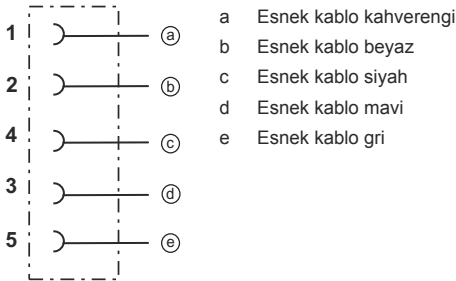 1 a
2 b
4 c
3 d
5 e
a Esnek kablo kahverengi
b Esnek kablo beyaz
c Esnek kablo siyah
d Esnek kablo mavi
e Esnek kablo gri